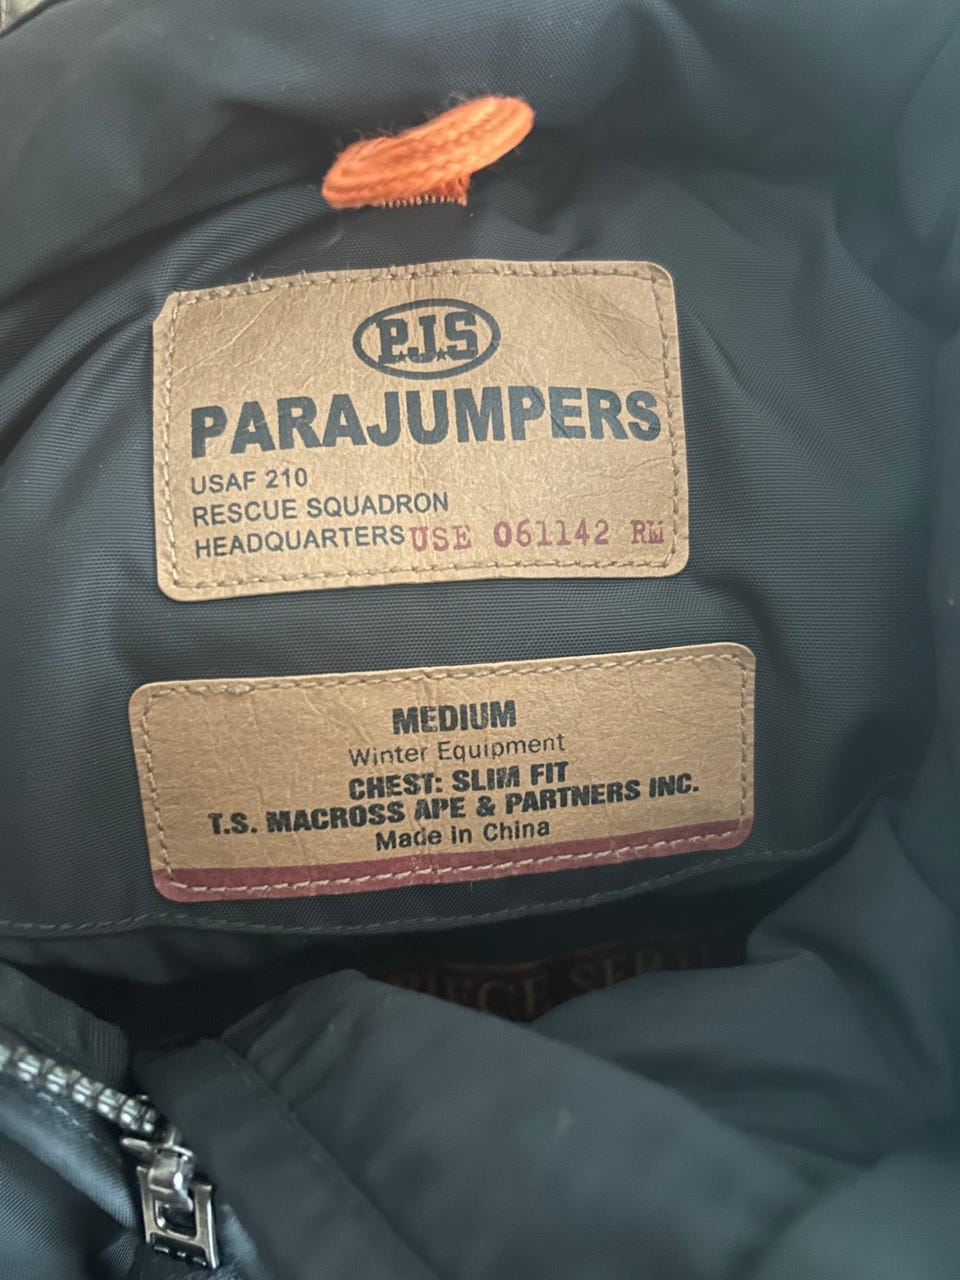 P.J.S
PARAJUMPERS
USAF 210
RESCUE SQUADRON
HEADQUARTERS USE 061142 RM
MEDIUM
Winter Equipment
CHEST: SLIM FIT
T.S. MACROSS APE & PARTNERS INC.
Made in China